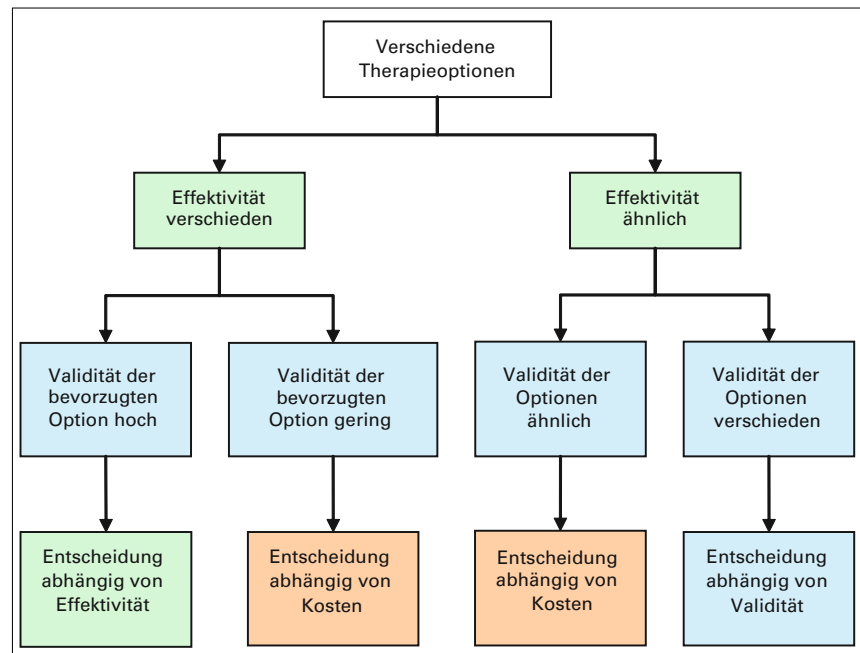 Verschiedene
Therapieoptionen
Effektivität
verschieden
Effektivität
ähnlich
Validität der
bevorzugten
Option hoch
Validität der
bevorzugten
Option gering
Validität der
Optionen
ähnlich
Validität der
Optionen
verschieden
Entscheidung
abhängig von
Effektivität
Entscheidung
abhängig von
Kosten
Entscheidung
abhängig von
Kosten
Entscheidung
abhängig von
Validität